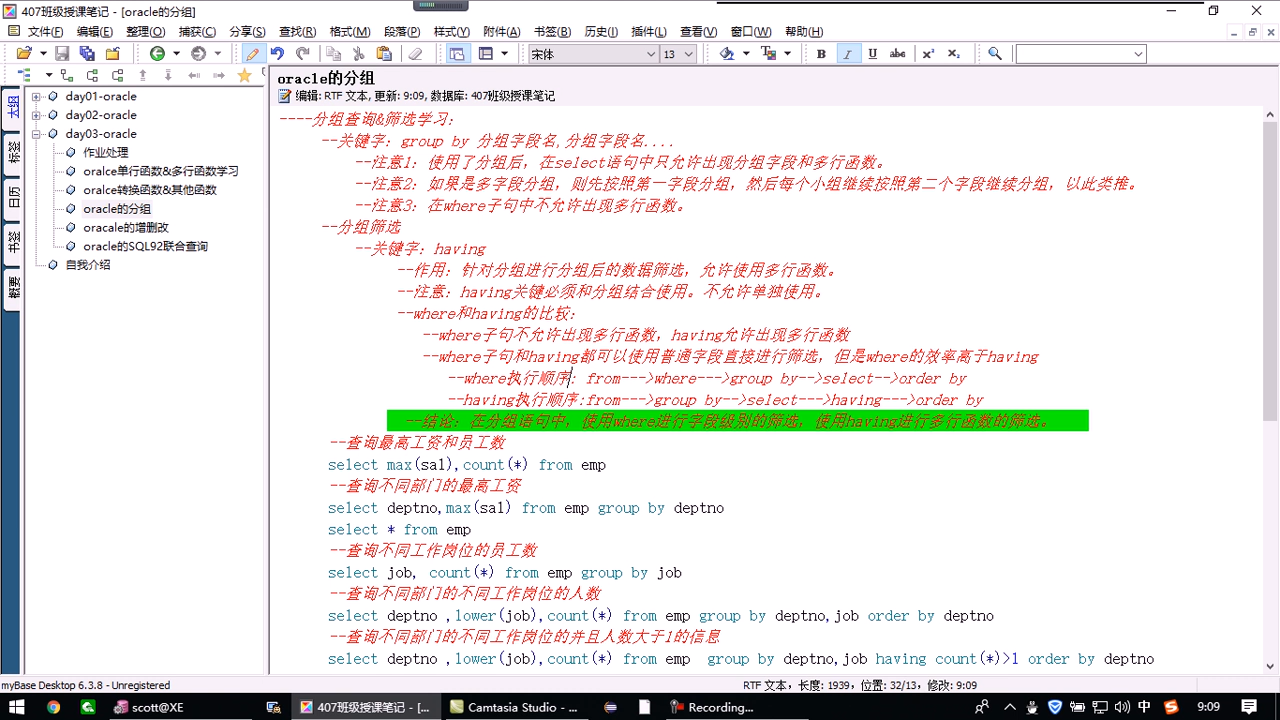 407班级授课笔记 - [oracle的分组]
文件(F) 编辑(E) 整理(O) 捕获(C) 分享(S) 查找(R) 格式(M) 段落(P) 样式(Y) 附件(A) 书签(B) 历史(I) 插件(L) 查看(V) 窗口(W) 帮助(H)
宋体 13 B I U abc x² x₂
oracle的分组
编辑: RTF 文本, 更新: 9:09, 数据库: 407班级授课笔记
大纲
标签
日历
书签
概要
day01-oracle
day02-oracle
day03-oracle
作业处理
oralce单行函数&多行函数学习
oralce转换函数&其他函数
oracle的分组
oracale的增删改
oracle的SQL92联合查询
自我介绍
----分组查询&筛选学习:
--关键字: group by 分组字段名,分组字段名....
--注意1: 使用了分组后, 在select语句中只允许出现分组字段和多行函数。
--注意2: 如果是多字段分组, 则先按照第一字段分组, 然后每个小组继续按照第二个字段继续分组, 以此类推。
--注意3: 在where子句中不允许出现多行函数。
--分组筛选
--关键字: having
--作用: 针对分组进行分组后的数据筛选, 允许使用多行函数。
--注意: having关键必须和分组结合使用。不允许单独使用。
--where和having的比较:
--where子句不允许出现多行函数, having允许出现多行函数
--where子句和having都可以使用普通字段直接进行筛选, 但是where的效率高于having
--where执行顺序: from--->where--->group by-->select-->order by
--having执行顺序:from--->group by-->select--->having--->order by
--结论: 在分组语句中, 使用where进行字段级别的筛选, 使用having进行多行函数的筛选。
--查询最高工资和员工数
select max(sal),count(*) from emp
--查询不同部门的最高工资
select deptno,max(sal) from emp group by deptno
select * from emp
--查询不同工作岗位的员工数
select job, count(*) from emp group by job
--查询不同部门的不同工作岗位的人数
select deptno ,lower(job),count(*) from emp group by deptno,job order by deptno
--查询不同部门的不同工作岗位的并且人数大于1的信息
select deptno ,lower(job),count(*) from emp  group by deptno,job having count(*)>1 order by deptno
myBase Desktop 6.3.8 - Unregistered
RTF 文本, 长度: 1939, 位置: 32/13, 修改: 9:09
scott@XE
407班级授课笔记 - [...
Camtasia Studio - ...
Recording...
中
9:09